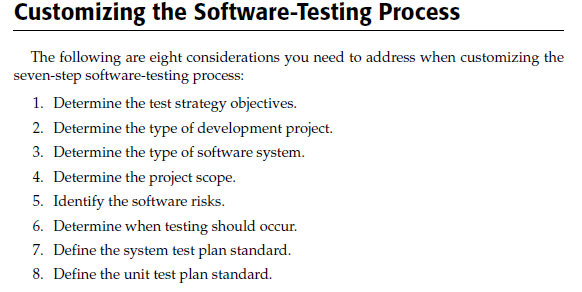 Customizing the Software-Testing Process
The following are eight considerations you need to address when customizing the
seven-step software-testing process:
1. Determine the test strategy objectives.
2. Determine the type of development project.
3. Determine the type of software system.
4. Determine the project scope.
5. Identify the software risks.
6. Determine when testing should occur.
7. Define the system test plan standard.
8. Define the unit test plan standard.